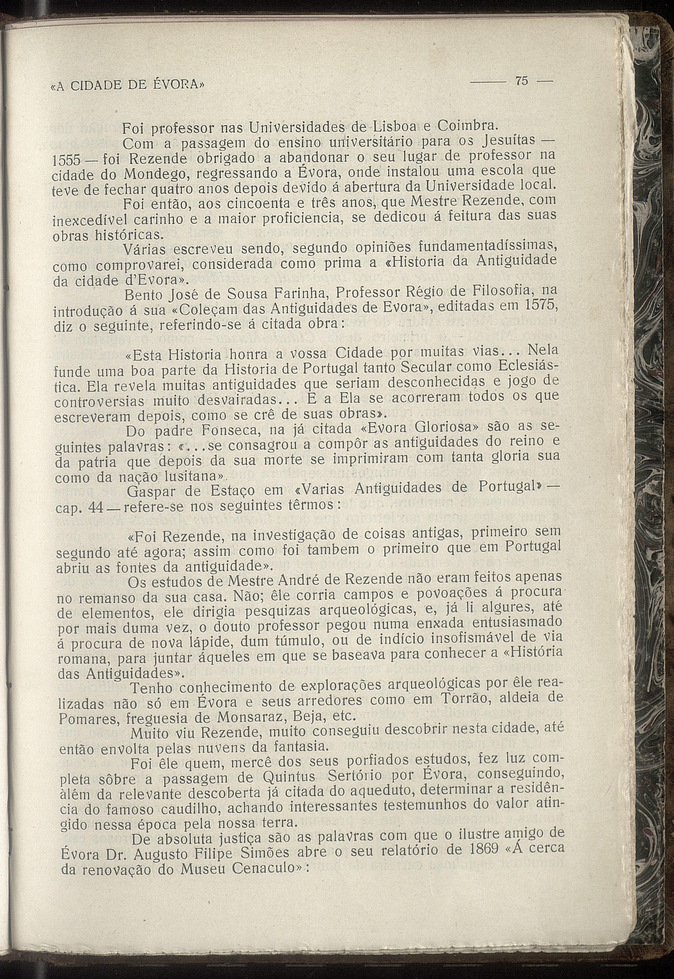 «A CIDADE DE ÉVORA» —— 75 —
Foi professor nas Universidades de Lisboa e Coimbra.
Com a passagem do ensino universitário para os Jesuítas —
1555 — foi Rezende obrigado a abandonar o seu lugar de professor na
cidade do Mondego, regressando a Évora, onde instalou uma escola que
teve de fechar quatro anos depois devido á abertura da Universidade local.
Foi então, aos cincoenta e três anos, que Mestre Rezende, com
inexcedível carinho e a maior proficiencia, se dedicou á feitura das suas
obras históricas.
Várias escreveu sendo, segundo opiniões fundamentadíssimas,
como comprovarei, considerada como prima a «Historia da Antiguidade
da cidade d'Evora».
Bento José de Sousa Farinha, Professor Régio de Filosofia, na
introdução á sua «Coleçam das Antiguidades de Evora», editadas em 1575,
diz o seguinte, referindo-se á citada obra:
«Esta Historia honra a vossa Cidade por muitas vias... Nela
funde uma boa parte da Historia de Portugal tanto Secular como Eclesiás-
tica. Ela revela muitas antiguidades que seriam desconhecidas e jogo de
controversias muito desvairadas... E a Ela se acorreram todos os que
escreveram depois, como se crê de suas obras».
Do padre Fonseca, na já citada «Evora Gloriosa» são as se-
guintes palavras: «...se consagrou a compôr as antiguidades do reino e
da patria que depois da sua morte se imprimiram com tanta gloria sua
como da nação lusitana»
Gaspar de Estaço em «Varias Antiguidades de Portugal» —
cap. 44 — refere-se nos seguintes têrmos:
«Foi Rezende, na investigação de coisas antigas, primeiro sem
segundo até agora; assim como foi tambem o primeiro que em Portugal
abriu as fontes da antiguidade».
Os estudos de Mestre André de Rezende não eram feitos apenas
no remanso da sua casa. Não; êle corria campos e povoações á procura
de elementos, ele dirigia pesquizas arqueológicas, e, já li algures, até
por mais duma vez, o douto professor pegou numa enxada entusiasmado
á procura de nova lápide, dum túmulo, ou de indício insofismável de via
romana, para juntar áqueles em que se baseava para conhecer a «História
das Antiguidades».
Tenho conhecimento de explorações arqueológicas por êle rea-
lizadas não só em Évora e seus arredores como em Torrão, aldeia de
Pomares, freguesia de Monsaraz, Beja, etc.
Muito viu Rezende, muito conseguiu descobrir nesta cidade, até
então envolta pelas nuvens da fantasia.
Foi êle quem, mercê dos seus porfiados estudos, fez luz com-
pleta sôbre a passagem de Quintus Sertório por Évora, conseguindo,
àlém da relevante descoberta já citada do aqueduto, determinar a residên-
cia do famoso caudilho, achando interessantes testemunhos do valor atin-
gido nessa época pela nossa terra.
De absoluta justiça são as palavras com que o ilustre amigo de
Évora Dr. Augusto Filipe Simões abre o seu relatório de 1869 «Á cerca
da renovação do Museu Cenaculo»: